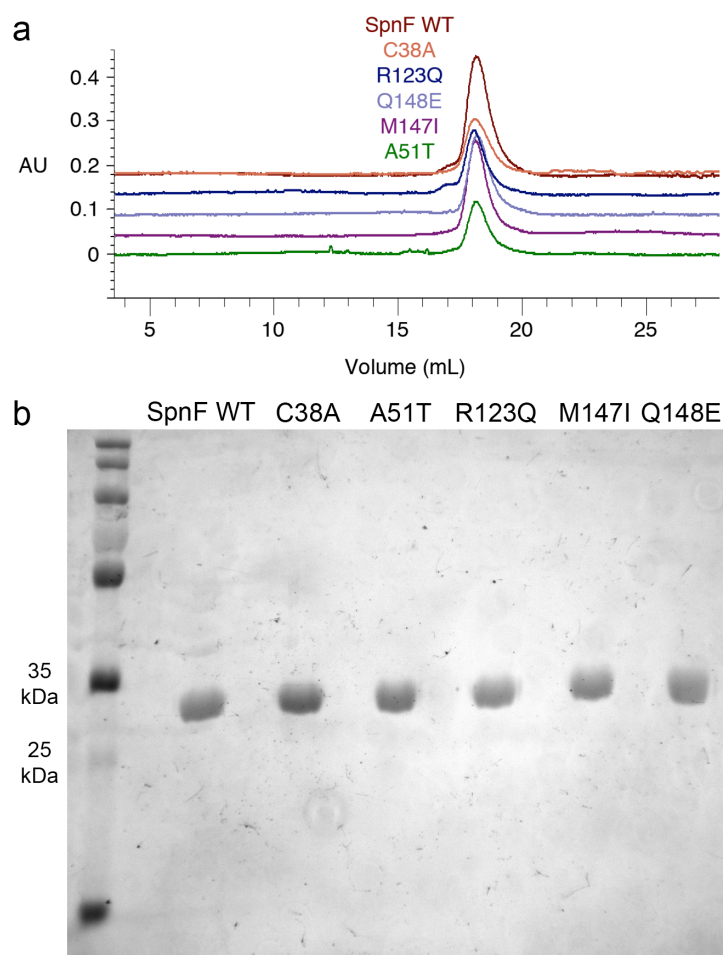 a
SpnF WT
C38A
R123Q
Q148E
M147I
A51T
0.4
0.3
AU
0.2
0.1
0
5 10 15 20 25
Volume (mL)
b
SpnF WT C38A A51T R123Q M147I Q148E
35
kDa
25
kDa